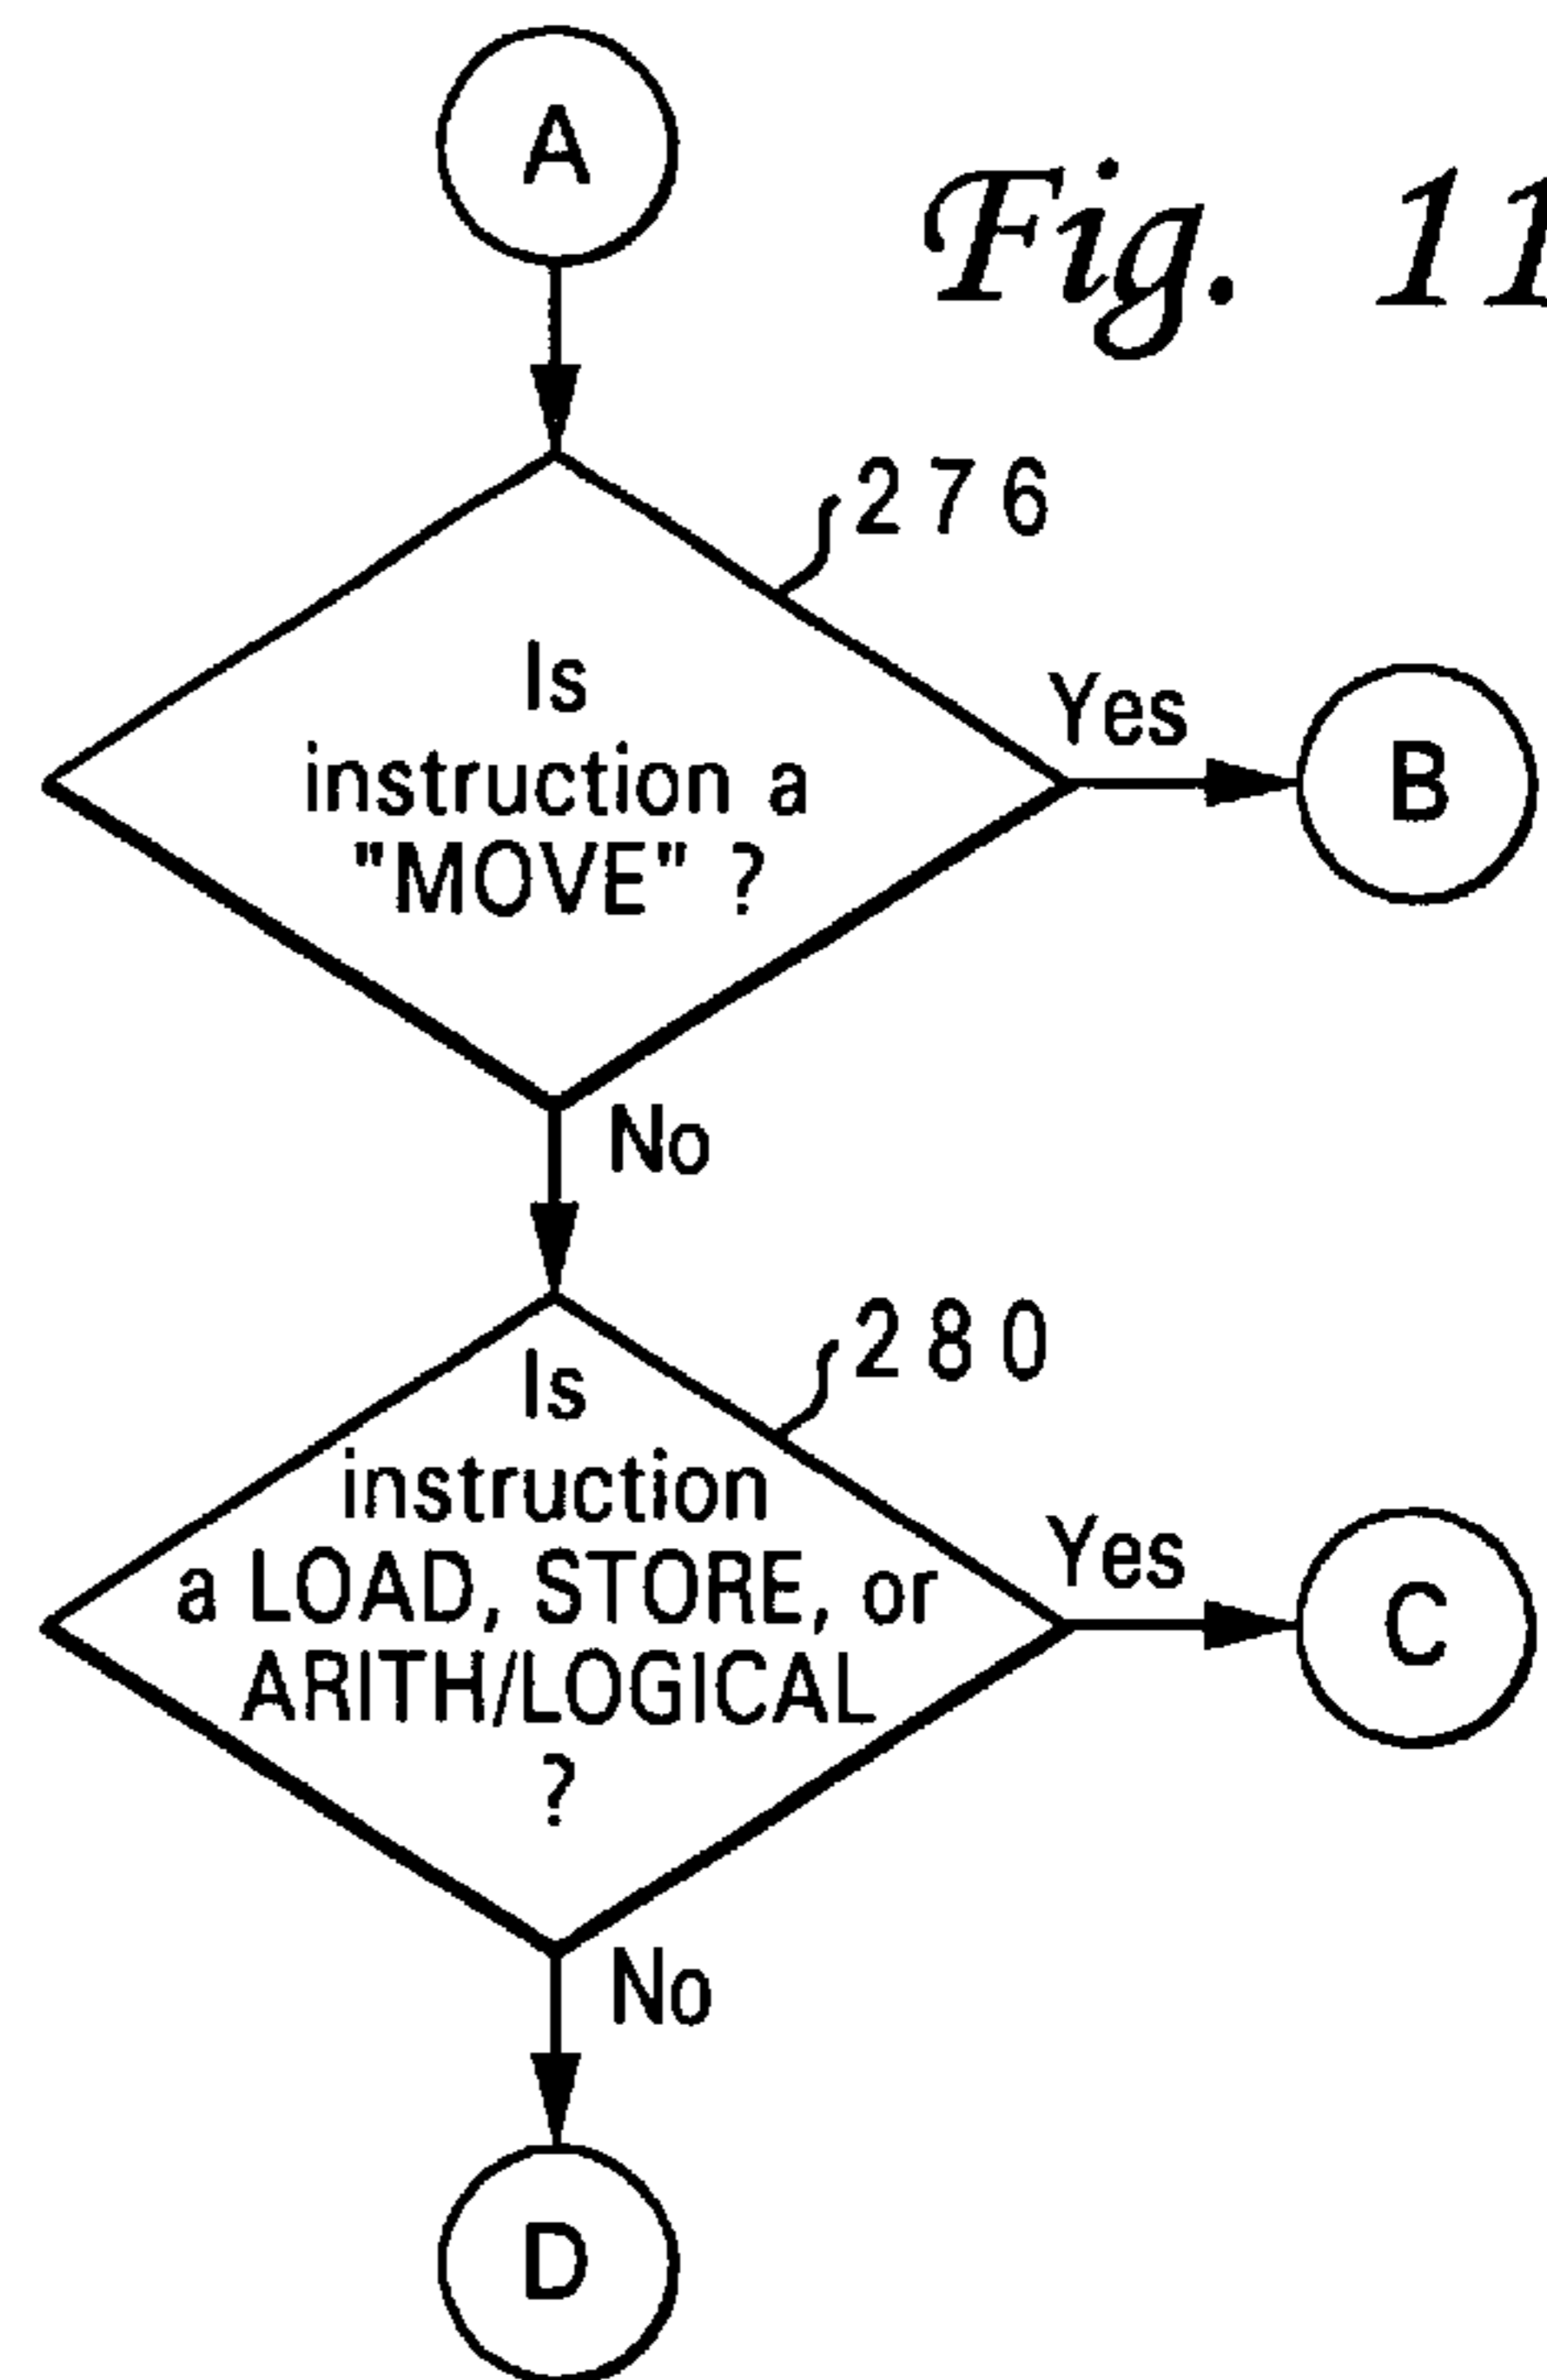 A
Fig. 11
276
Is
instruction a
"MOVE" ?
Yes
B
No
280
Is
instruction
a LOAD, STORE, or
ARITH/LOGICAL
?
Yes
C
No
D